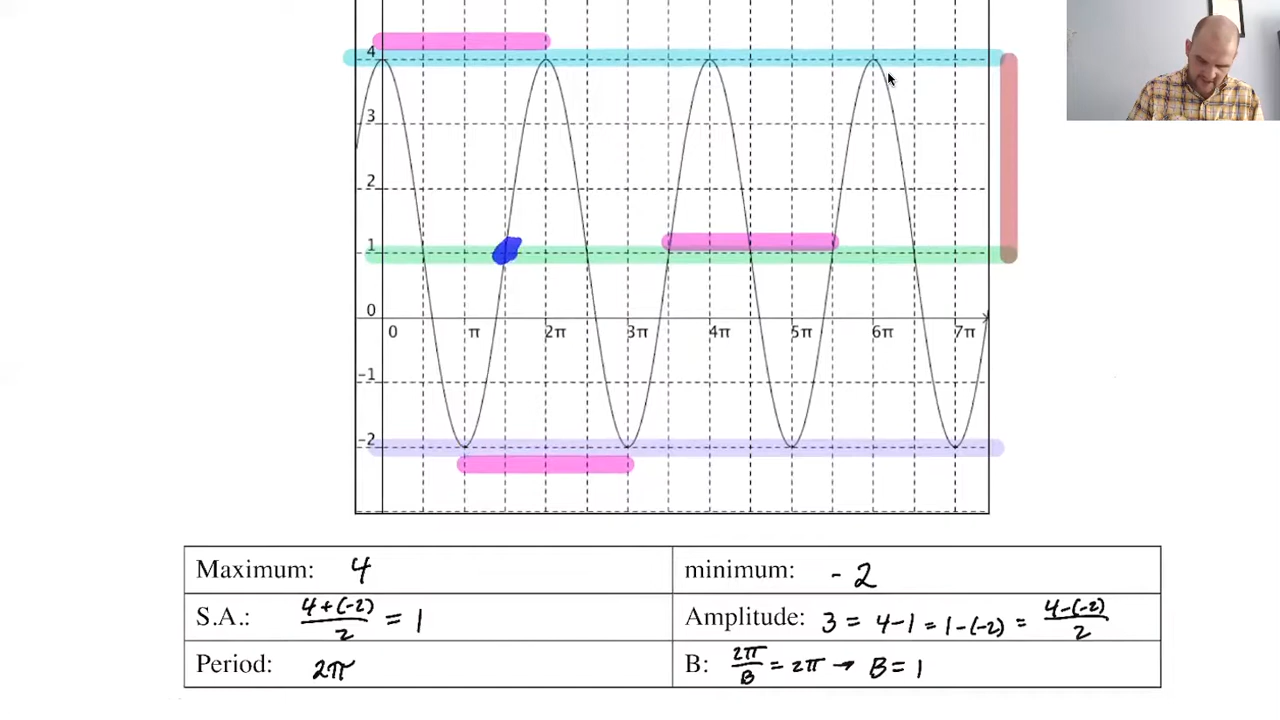 4
3
2
1
0
0 π 2π 3π 4π 5π 6π 7π
-1
-2
Maximum: 4 minimum: -2
S.A.: (4+(-2))/2 = 1 Amplitude: 3 = 4-1 = 1-(-2) = (4-(-2))/2
Period: 2π B: 2π/B = 2π → B = 1